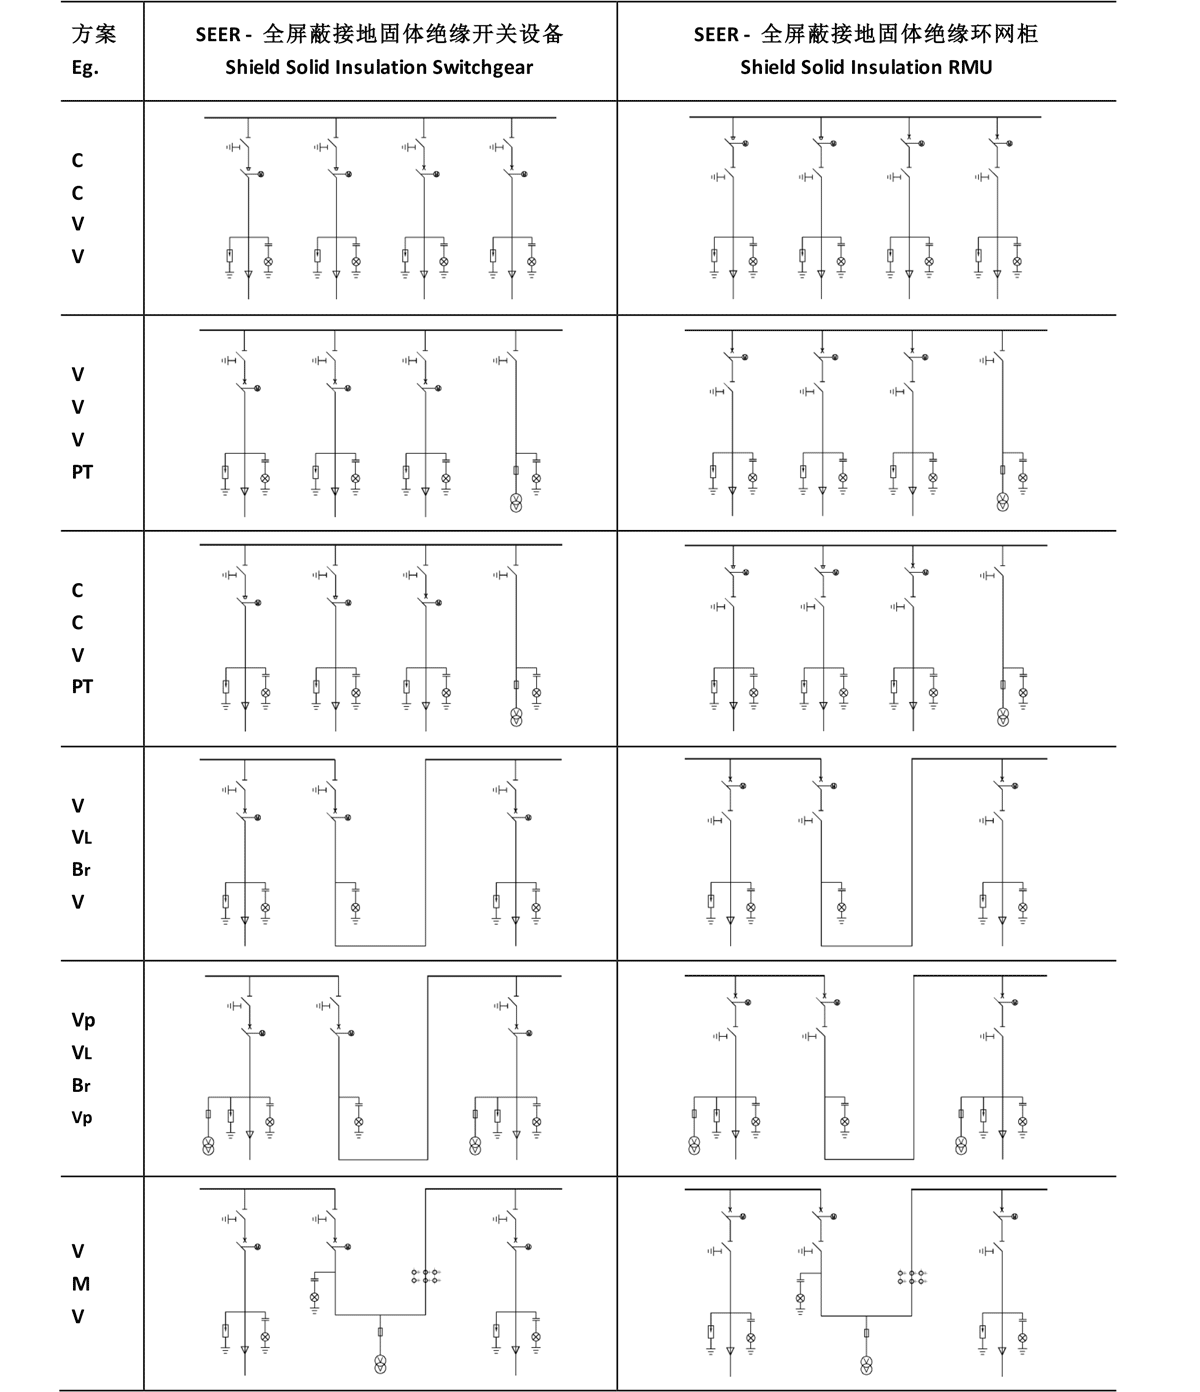 方案
Eg.
SEER - 全屏蔽接地固体绝缘开关设备
Shield Solid Insulation Switchgear
SEER - 全屏蔽接地固体绝缘环网柜
Shield Solid Insulation RMU
C
C
V
V
V
V
V
PT
C
C
V
PT
V
VL
Br
V
Vp
VL
Br
Vp
V
M
V